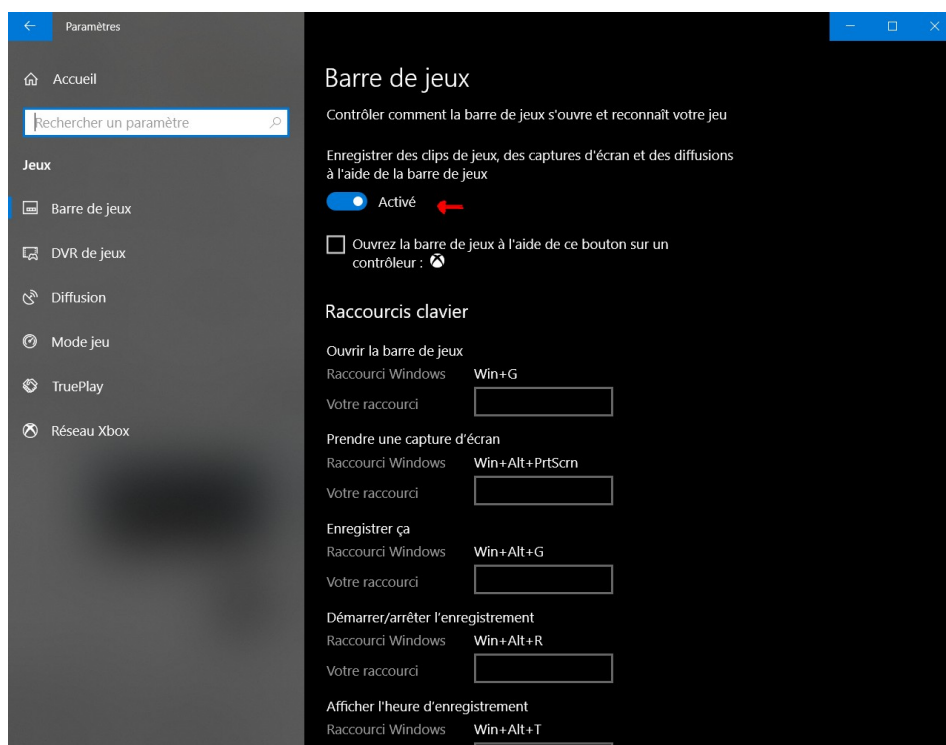 Paramètres
Accueil
Rechercher un paramètre
Jeux
Barre de jeux
DVR de jeux
Diffusion
Mode jeu
TruePlay
Réseau Xbox
Barre de jeux
Contrôler comment la barre de jeux s'ouvre et reconnaît votre jeu
Enregistrer des clips de jeux, des captures d'écran et des diffusions
à l'aide de la barre de jeux
Activé
Ouvrez la barre de jeux à l'aide de ce bouton sur un
contrôleur :
Raccourcis clavier
Ouvrir la barre de jeux
Raccourci Windows Win+G
Votre raccourci
Prendre une capture d'écran
Raccourci Windows Win+Alt+PrtScrn
Votre raccourci
Enregistrer ça
Raccourci Windows Win+Alt+G
Votre raccourci
Démarrer/arrêter l'enregistrement
Raccourci Windows Win+Alt+R
Votre raccourci
Afficher l'heure d'enregistrement
Raccourci Windows Win+Alt+T